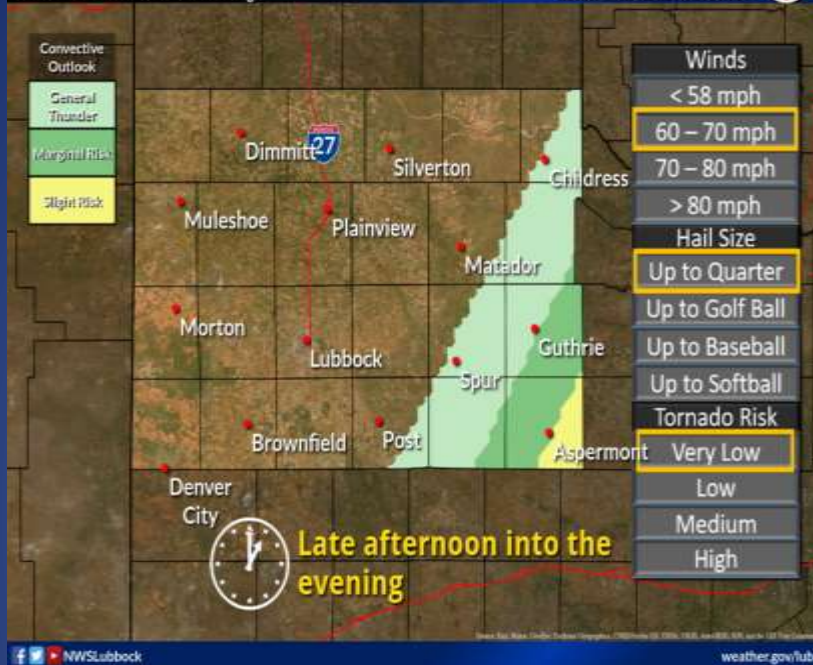 Convective
Outlook
General
Thunder
Marginal Risk
Slight Risk
Winds
< 58 mph
60 – 70 mph
70 – 80 mph
> 80 mph
Hail Size
Up to Quarter
Up to Golf Ball
Up to Baseball
Up to Softball
Tornado Risk
Very Low
Low
Medium
High
Dimmitt
27
Silverton
Childress
Muleshoe
Plainview
Matador
Morton
Lubbock
Guthrie
Spur
Brownfield
Post
Aspermont
Denver
City
Late afternoon into the
evening
NWSLubbock
weather.gov/lub